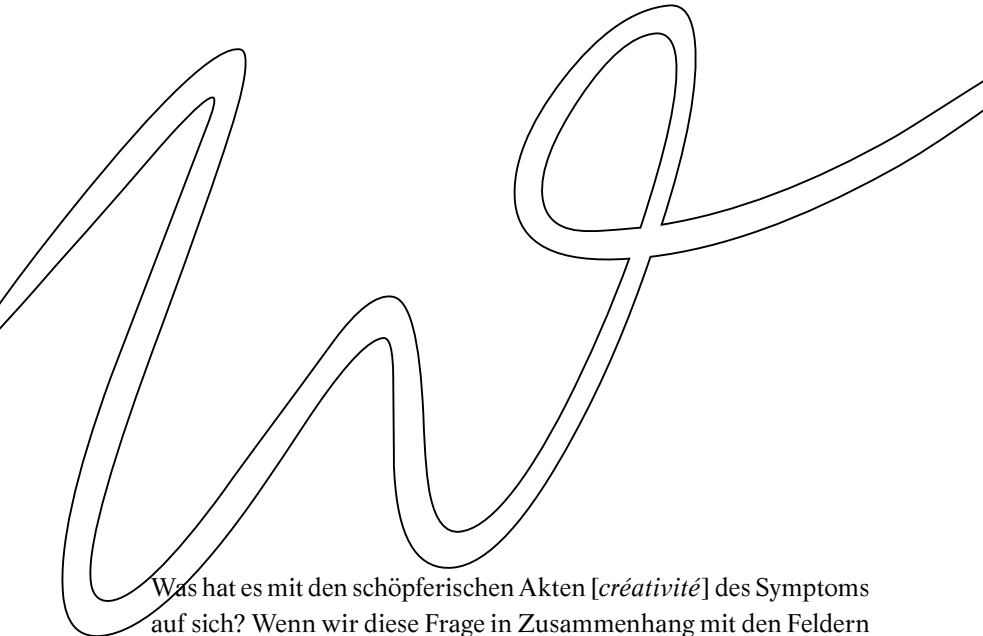 w
Was hat es mit den schöpferischen Akten [créativité] des Symptoms
auf sich? Wenn wir diese Frage in Zusammenhang mit den Feldern